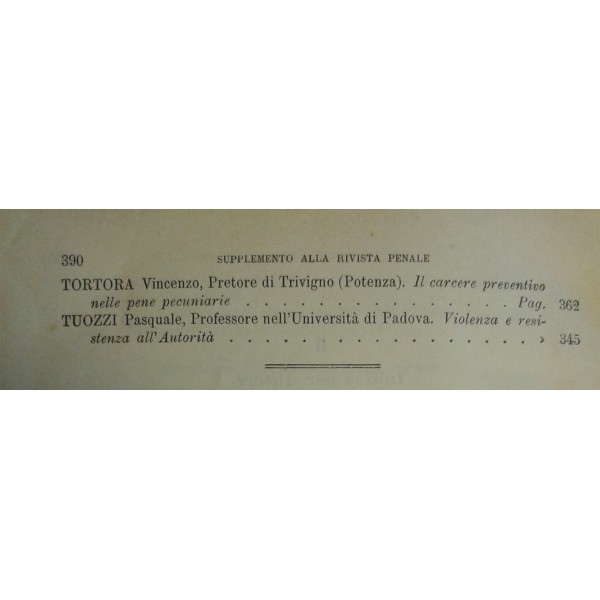 390 SUPPLEMENTO ALLA RIVISTA PENALE
TORTORA Vincenzo, Pretore di Trivigno (Potenza). Il carcere preventivo
nelle pene pecuniarie . . . . . . . . . . . . . . . Pag. 362
TUOZZI Pasquale, Professore nell'Università di Padova. Violenza e resi-
stenza all'Autorità . . . . . . . . . . . . . . . . » 345